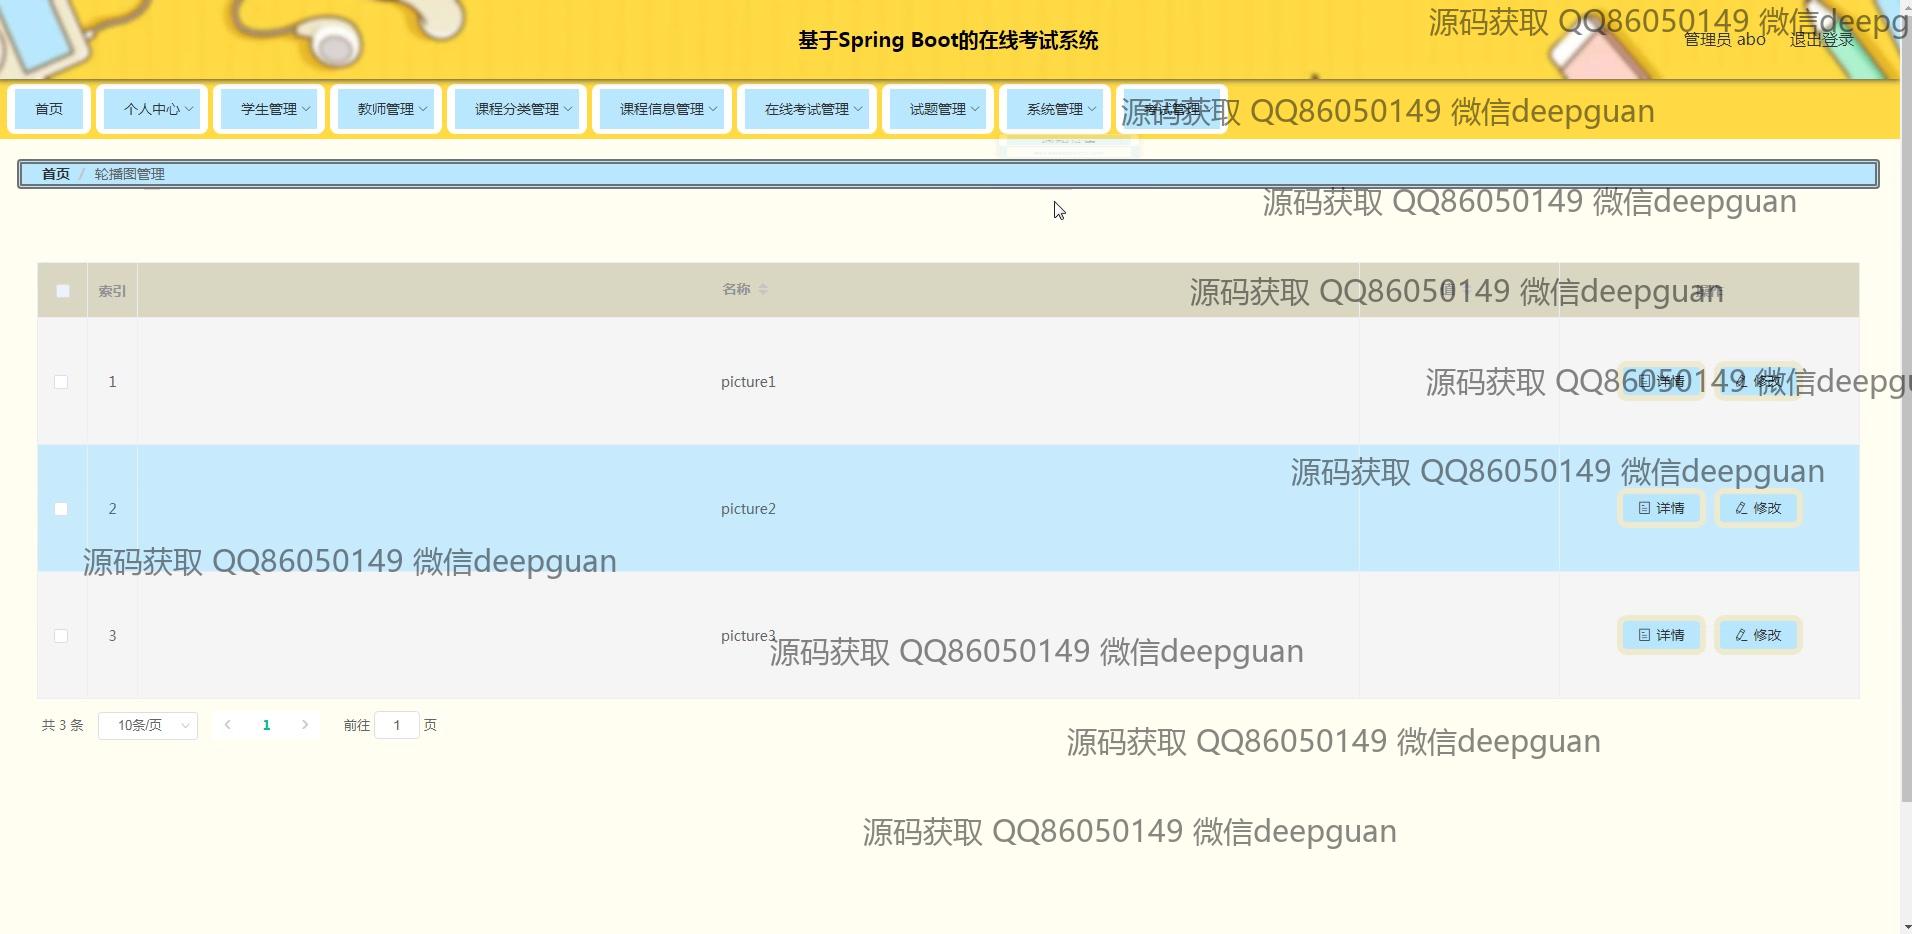 源码获取 QQ86050149 微信deepg
基于Spring Boot的在线考试系统
管理员 abo 退出登录
首页 个人中心 学生管理 教师管理 课程分类管理 课程信息管理 在线考试管理 试题管理 系统管理 考试管理
源码获取 QQ86050149 微信deepguan
首页 / 轮播图管理
源码获取 QQ86050149 微信deepguan
索引 名称 值 操作
源码获取 QQ86050149 微信deepguan
1 picture1 详情 修改
源码获取 QQ86050149 微信deepgu
源码获取 QQ86050149 微信deepguan
2 picture2 详情 修改
源码获取 QQ86050149 微信deepguan
3 picture3 详情 修改
源码获取 QQ86050149 微信deepguan
共 3 条 10条/页 1 前往 1 页
源码获取 QQ86050149 微信deepguan
源码获取 QQ86050149 微信deepguan